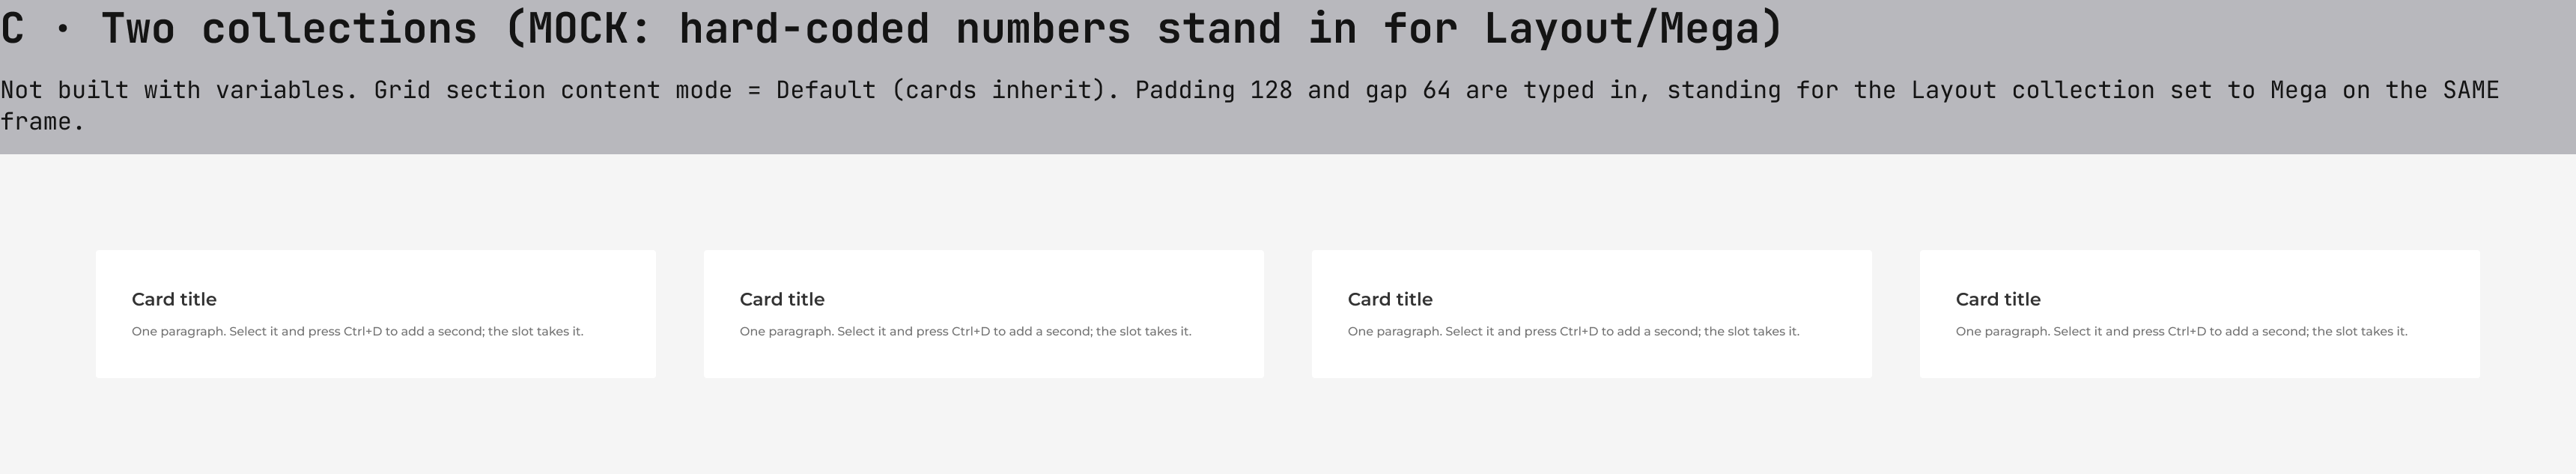 C · Two collections (MOCK: hard-coded numbers stand in for Layout/Mega)
Not built with variables. Grid section content mode = Default (cards inherit). Padding 128 and gap 64 are typed in, standing for the Layout collection set to Mega on the SAME
frame.
Card title
One paragraph. Select it and press Ctrl+D to add a second; the slot takes it.
Card title
One paragraph. Select it and press Ctrl+D to add a second; the slot takes it.
Card title
One paragraph. Select it and press Ctrl+D to add a second; the slot takes it.
Card title
One paragraph. Select it and press Ctrl+D to add a second; the slot takes it.